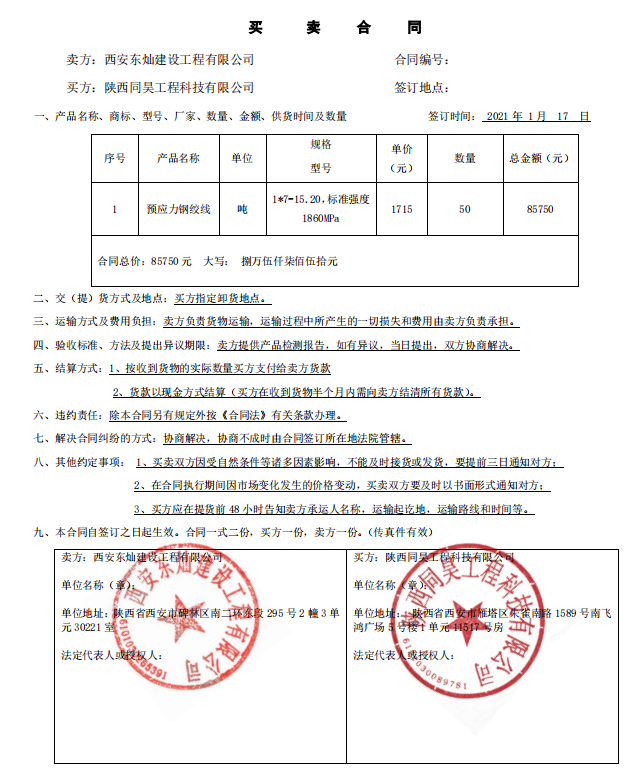 买 卖 合 同
卖方：西安东灿建设工程有限公司 合同编号：
买方：陕西同昊工程科技有限公司 签订地点：
一、产品名称、商标、型号、厂家、数量、金额、供货时间及数量 签订时间： 2021 年 1 月 17 日
序号 产品名称 单位 规格型号 单价（元） 数量 总金额（元）
1 预应力钢绞线 吨 1*7-15.20,标准强度1860MPa 1715 50 85750
合同总价：85750 元 大写： 捌万伍仟柒佰伍拾元
二、交（提）货方式及地点：买方指定卸货地点。
三、运输方式及费用负担：卖方负责货物运输，运输过程中所产生的一切损失和费用由卖方负责承担。
四、验收标准、方法及提出异议期限：卖方提供产品检测报告，如有异议，当日提出，双方协商解决。
五、结算方式：1、按收到货物的实际数量买方支付给卖方货款
2、货款以现金方式结算（买方在收到货物半个月内需向卖方结清所有货款）。
六、违约责任：除本合同另有规定外按《合同法》有关条款办理。
七、解决合同纠纷的方式：协商解决，协商不成时由合同签订所在地法院管辖。
八、其他约定事项： 1、买卖双方因受自然条件等诸多因素影响，不能及时接货或发货，要提前三日通知对方；
2、在合同执行期间因市场变化发生的价格变动，买卖双方要及时以书面形式通知对方；
3、买方应在提货前 48 小时告知卖方承运人名称，运输路线和时间等。
九、本合同自签订之日起生效。合同一式二份，买方一份，卖方一份。（传真件有效）
卖方：西安东灿建设工程有限公司
单位名称（章）：
单位地址：陕西省西安市碑林区南二环东段 295 号 2 幢 3 单
元 30221 室
法定代表人或授权人：
西安东灿建设工程有限公司
买方：陕西同昊工程科技有限公司
单位名称（章）：
单位地址：陕西省西安市雁塔区朱雀南路 1589 号南飞
鸿广场 5 号楼 1 单元 11517 号房
法定代表人或授权人：
陕西同昊工程科技有限公司